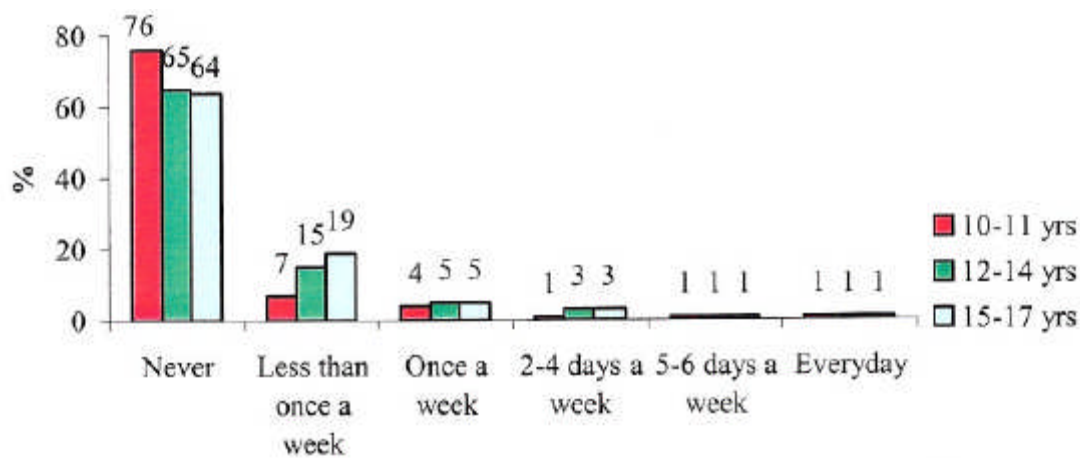 76
65
64
80
60
40
20
0
%
7
15
19
4
5
5
1
3
3
1
1
1
1
1
1
Never
Less than
once a
week
Once a
week
2-4 days a
week
5-6 days a
week
Everyday
10-11 yrs
12-14 yrs
15-17 yrs